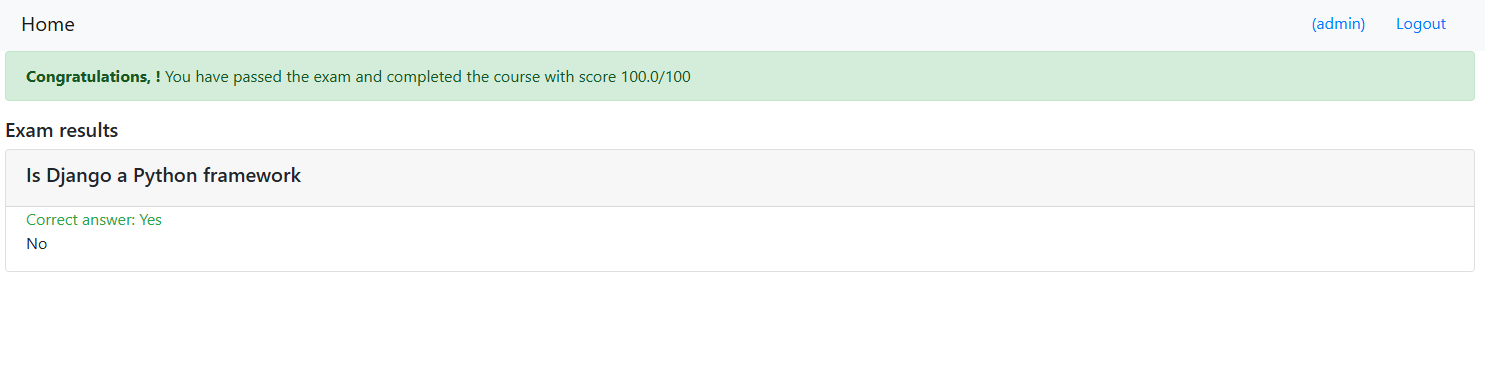 Home (admin) Logout
Congratulations, ! You have passed the exam and completed the course with score 100.0/100
Exam results
Is Django a Python framework
Correct answer: Yes
No